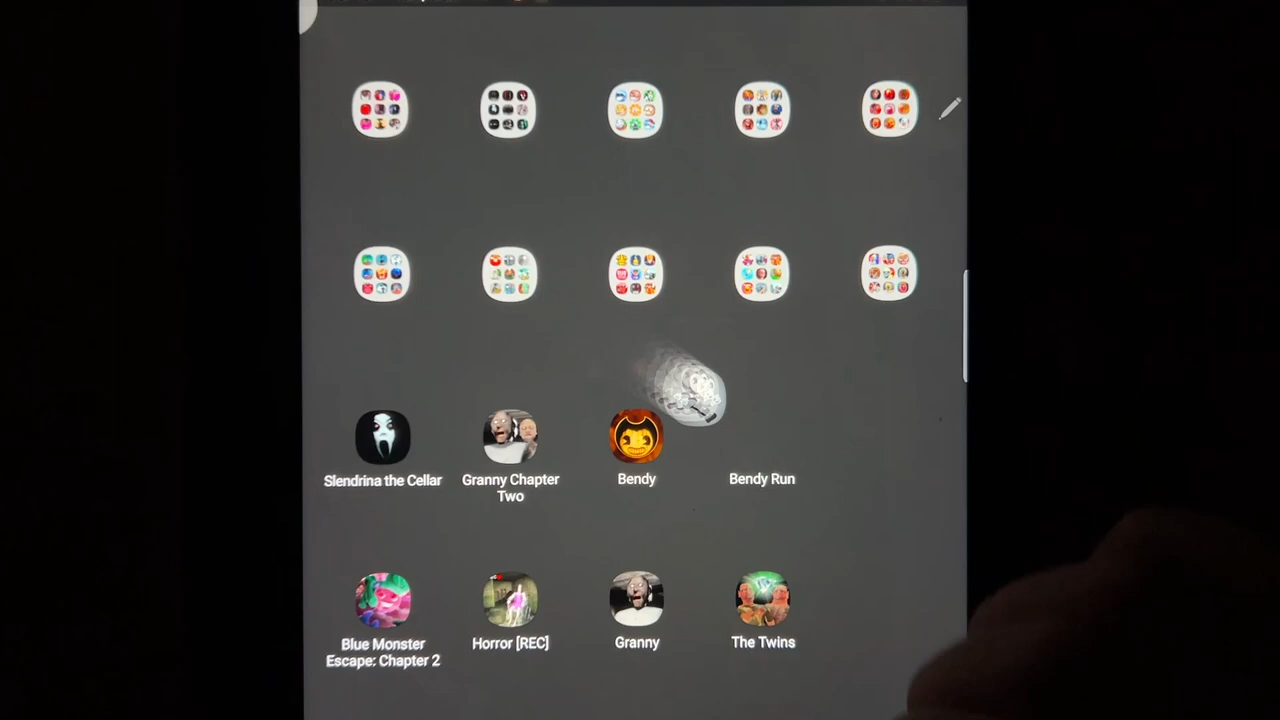 Slendrina the Cellar
Granny Chapter
Two
Bendy
Bendy Run
Blue Monster
Escape: Chapter 2
Horror [REC]
Granny
The Twins